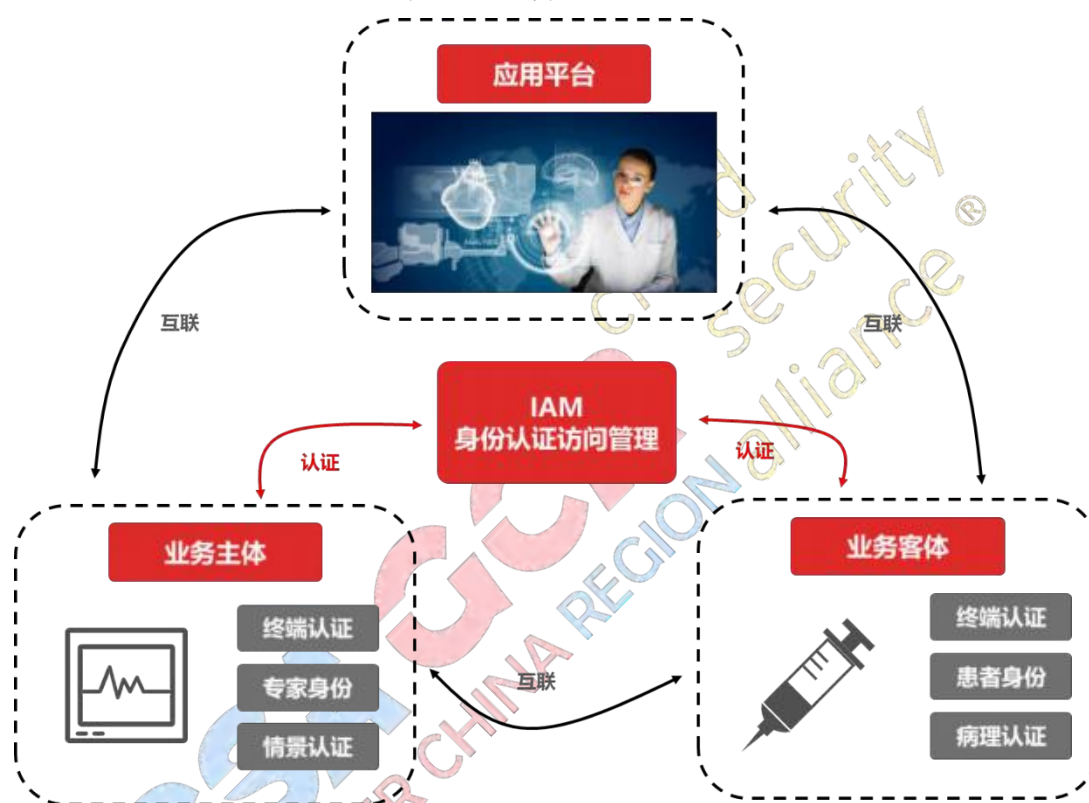 应用平台
互联
互联
IAM
身份认证访问管理
认证
认证
业务主体
终端认证
专家身份
情景认证
互联
业务客体
终端认证
患者身份
病理认证
security
alliance
®
REGION
CHINA